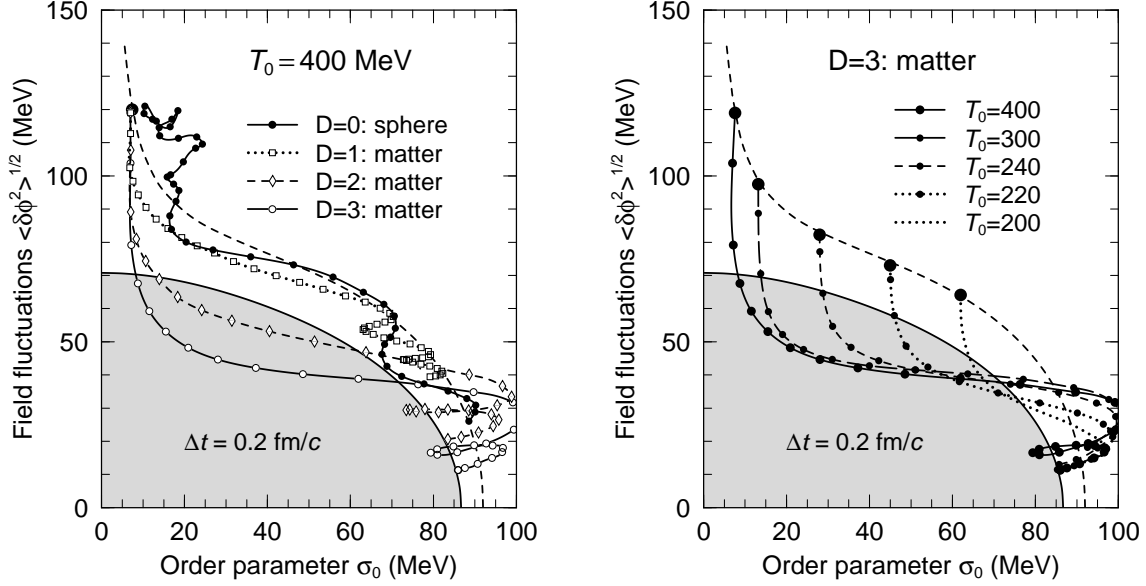 T₀ = 400 MeV
D=0: sphere
D=1: matter
D=2: matter
D=3: matter
Δt = 0.2 fm/c
Field fluctuations <δϕ²>^1/2 (MeV)
150
100
50
0
0 20 40 60 80 100
Order parameter σ₀ (MeV)
D=3: matter
T₀=400
T₀=300
T₀=240
T₀=220
T₀=200
Δt = 0.2 fm/c
Field fluctuations <δϕ²>^1/2 (MeV)
150
100
50
0
0 20 40 60 80 100
Order parameter σ₀ (MeV)